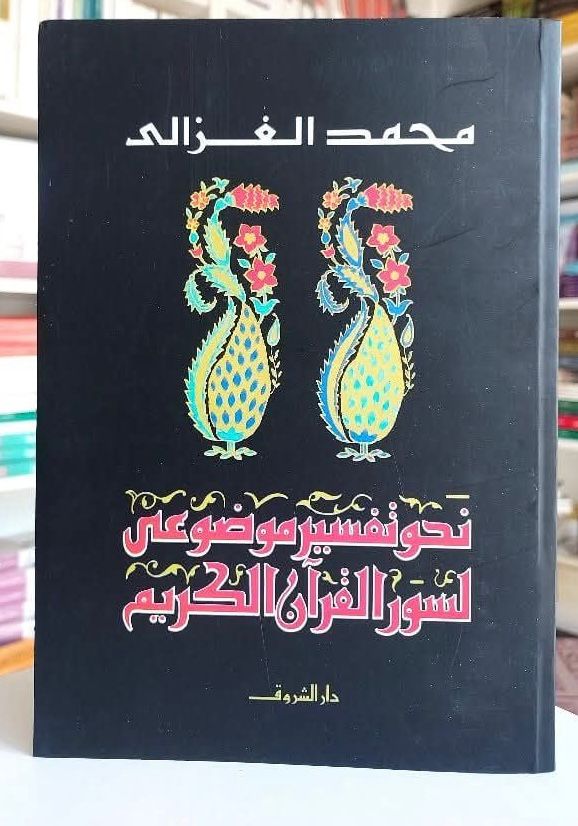 محمد الغزالى
نحو تفسير موضوعى
لسور القرآن الكريم
دار الشروق